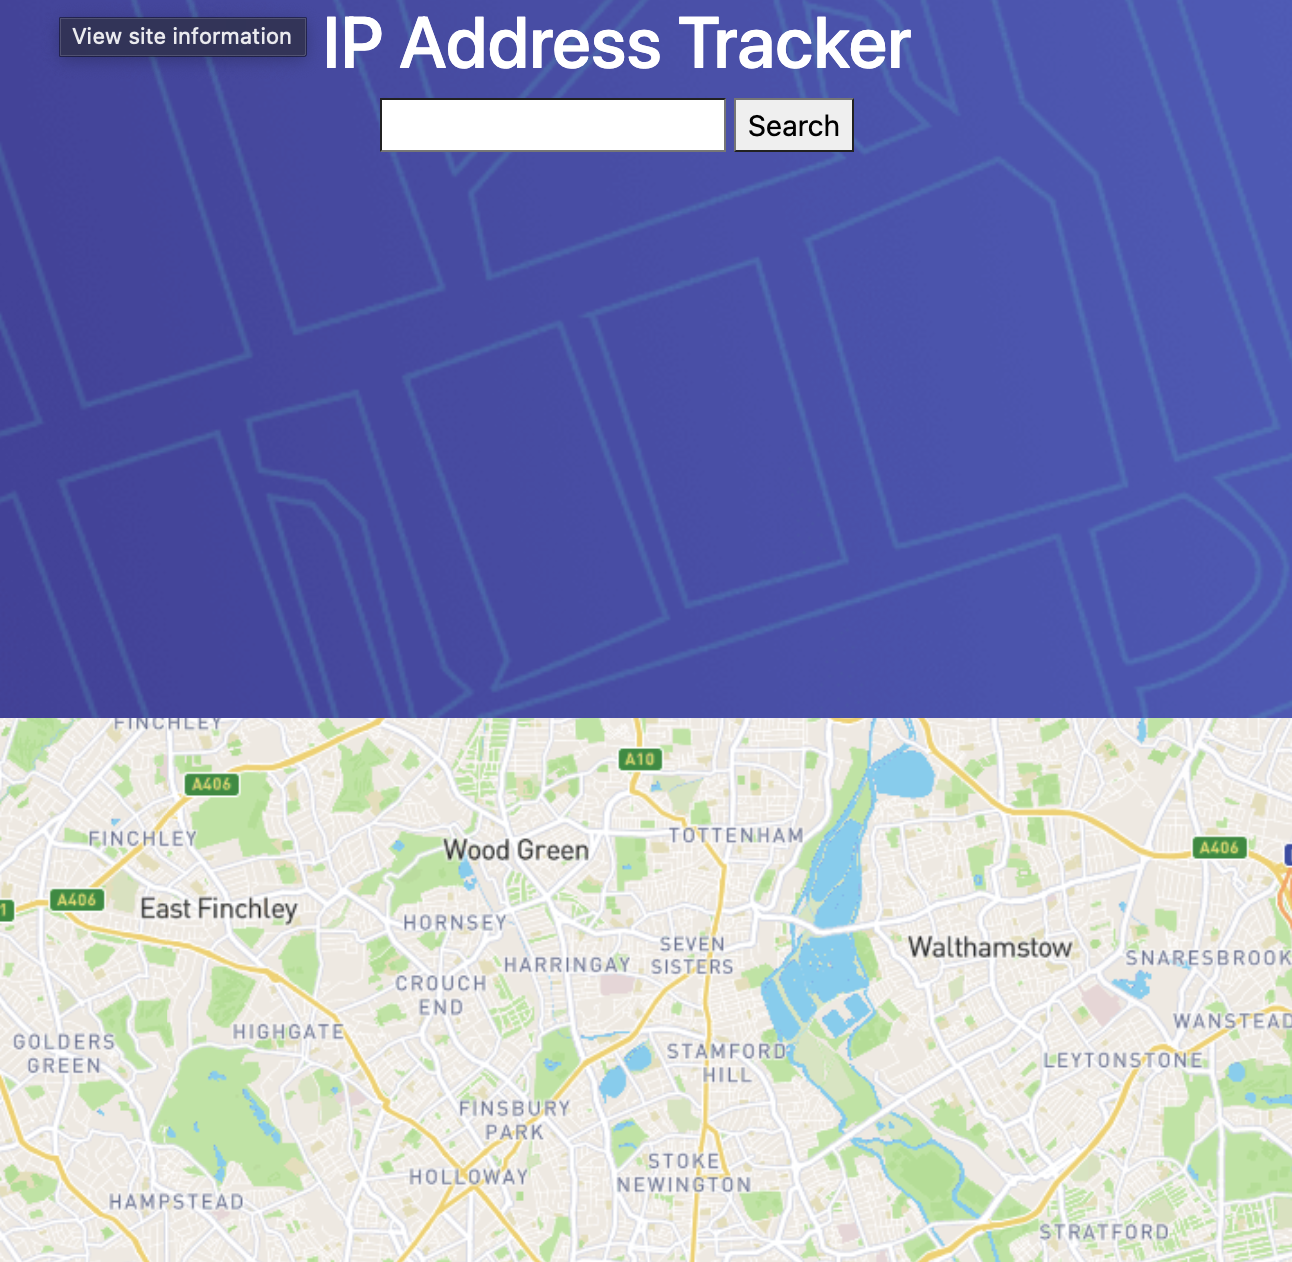 View site information
IP Address Tracker
Search
FINCHLEY
A10
A406
FINCHLEY
Wood Green
TOTTENHAM
A406
A406
East Finchley
HORNSEY
SEVEN
SISTERS
HARRINGAY
Walthamstow
SNARESBROOK
CROUCH
END
HIGHGATE
GOLDERS
GREEN
STAMFORD
HILL
WANSTEAD
LEYTONSTONE
FINSBURY
PARK
HOLLOWAY
STOKE
NEWINGTON
HAMPSTEAD
STRATFORD